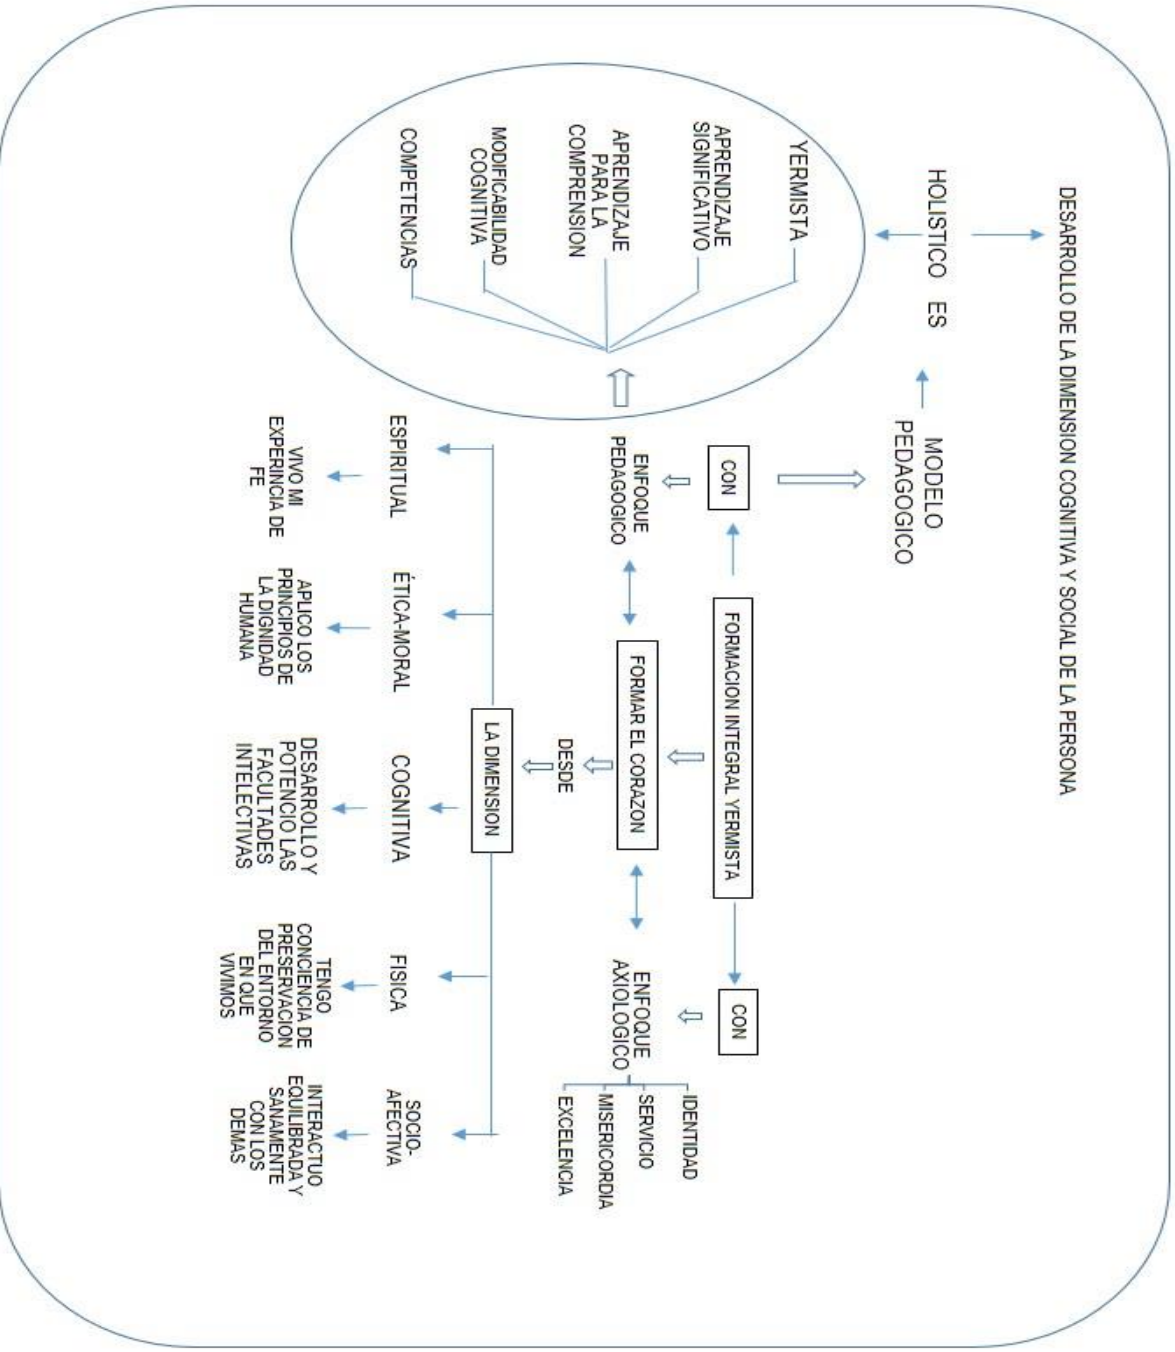 DESARROLLO DE LA DIMENSION COGNITIVA Y SOCIAL DE LA PERSONA
HOLISTICO ES
MODELO
PEDAGOGICO
YERMISTA
APRENDIZAJE
SIGNIFICATIVO
APRENDIZAJE
PARA LA
COMPRENSION
MODIFICABILIDAD
COGNITIVA
COMPETENCIAS
CON
FORMACION INTEGRAL YERMISTA
CON
ENFOQUE
PEDAGOGICO
FORMAR EL CORAZON
ENFOQUE
AXIOLOGICO
IDENTIDAD
SERVICIO
MISERICORDIA
EXCELENCIA
DESDE
LA DIMENSION
ESPIRITUAL
ÉTICA-MORAL
COGNITIVA
FISICA
SOCIO-
AFECTIVA
VIVO MI
EXPERINCIA DE
FE
APLICO LOS
PRINCIPIOS DE
LA DIGNIDAD
HUMANA
DESARROLLO Y
POTENCIO LAS
FACULTADES
INTELECTIVAS
TENGO
CONCIENCIA DE
PRESERVACION
DEL ENTORNO
EN QUE
VIVIMOS
INTERACTUO
EQUILIBRADA Y
SANAMENTE
CON LOS
DEMAS